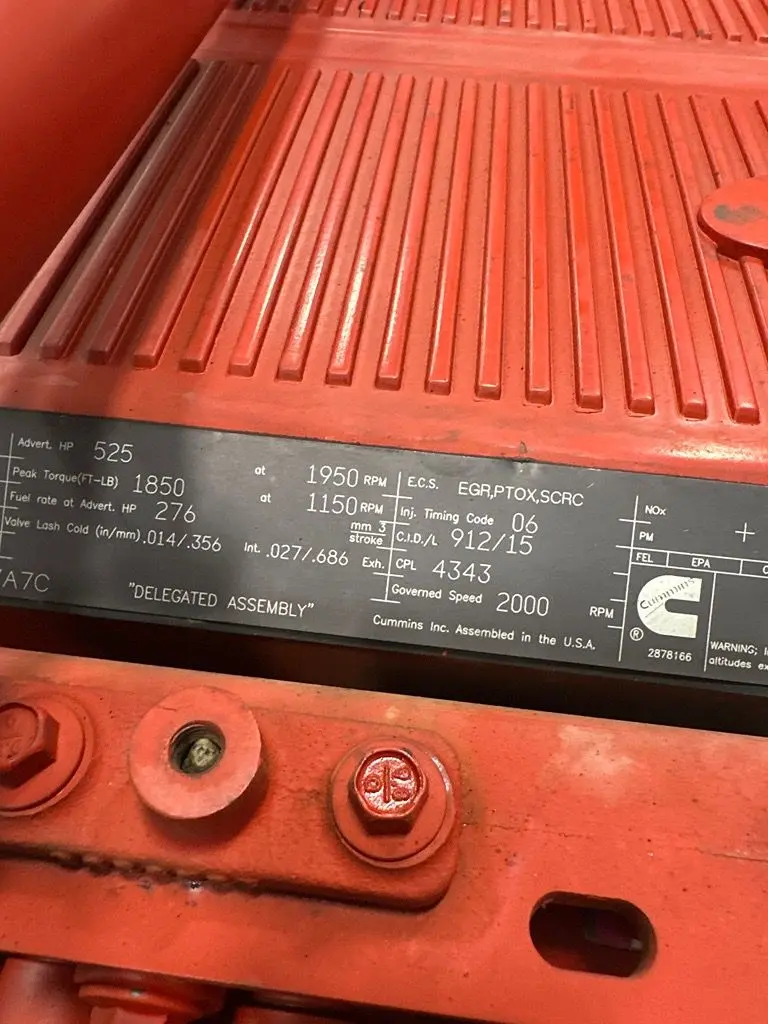 Advert. HP 525 at 1950 RPM
Peak Torque(FT-LB) 1850 at 1150 RPM
Fuel rate at Advert. HP 276 mm 3 stroke
Valve Lash Cold (in/mm) .014/.356 Int. .027/.686 Exh.
A7C
"DELEGATED ASSEMBLY"
E.C.S. EGR,PTOX,SCRC
Inj. Timing Code 06
C.I.D./L 912/15
CPL 4343
Governed Speed 2000 RPM
Cummins Inc. Assembled in the U.S.A.
NOx
PM
FEL EPA
Cummins
®
2878166
WARNING;
altitudes